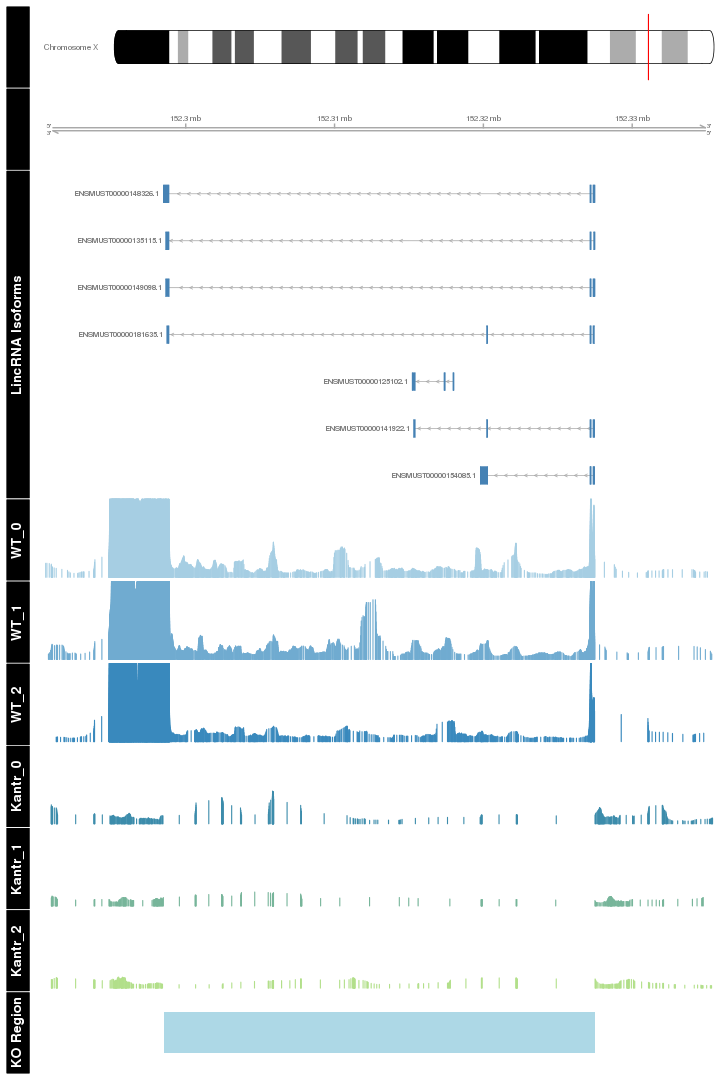 Chromosome X
5' 3'
152.3 mb 152.31 mb 152.32 mb 152.33 mb
3' 5'
LincRNA Isoforms
ENSMUST00000148326.1
ENSMUST00000135115.1
ENSMUST00000149098.1
ENSMUST00000181635.1
ENSMUST00000125102.1
ENSMUST00000141922.1
ENSMUST00000154085.1
WT_0
WT_1
WT_2
Kantr_0
Kantr_1
Kantr_2
KO Region